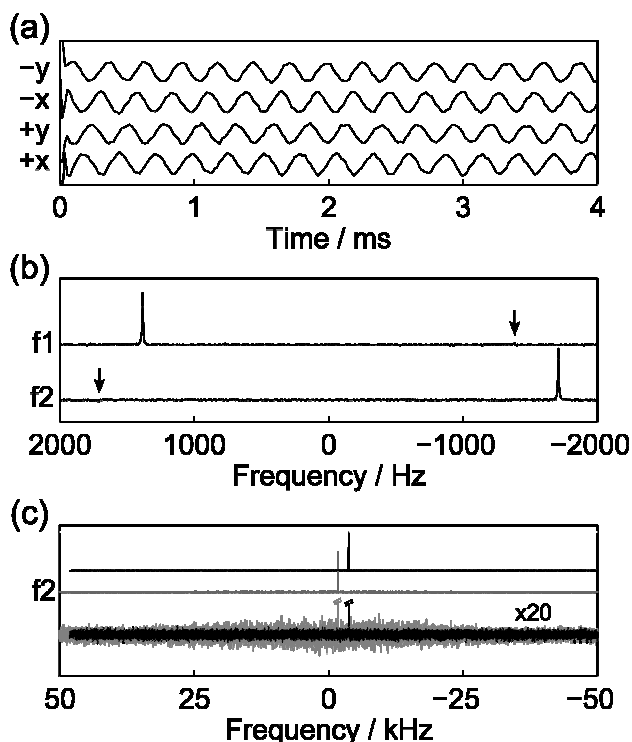 (a)
−y
−x
+y
+x
0 1 2 3 4
Time / ms
(b)
f1
f2
2000 1000 0 −1000 −2000
Frequency / Hz
(c)
f2
x20
50 25 0 −25 −50
Frequency / kHz